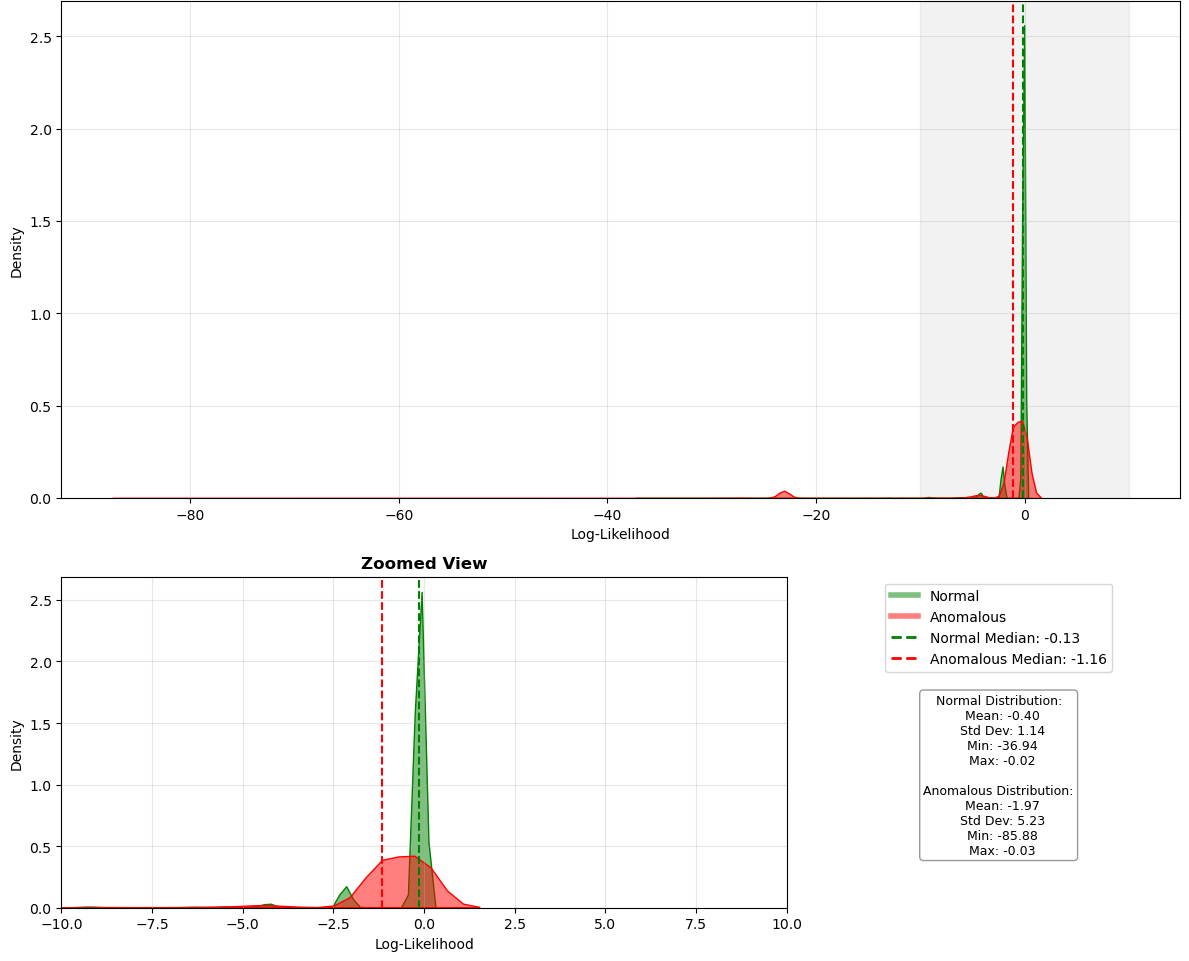 2.5
2.0
1.5
1.0
0.5
0.0
Density
−80
−60
−40
−20
0
Log-Likelihood
Zoomed View
2.5
2.0
1.5
1.0
0.5
0.0
Density
−10.0
−7.5
−5.0
−2.5
0.0
2.5
5.0
7.5
10.0
Log-Likelihood
Normal
Anomalous
Normal Median: -0.13
Anomalous Median: -1.16
Normal Distribution:
Mean: -0.40
Std Dev: 1.14
Min: -36.94
Max: -0.02
Anomalous Distribution:
Mean: -1.97
Std Dev: 5.23
Min: -85.88
Max: -0.03